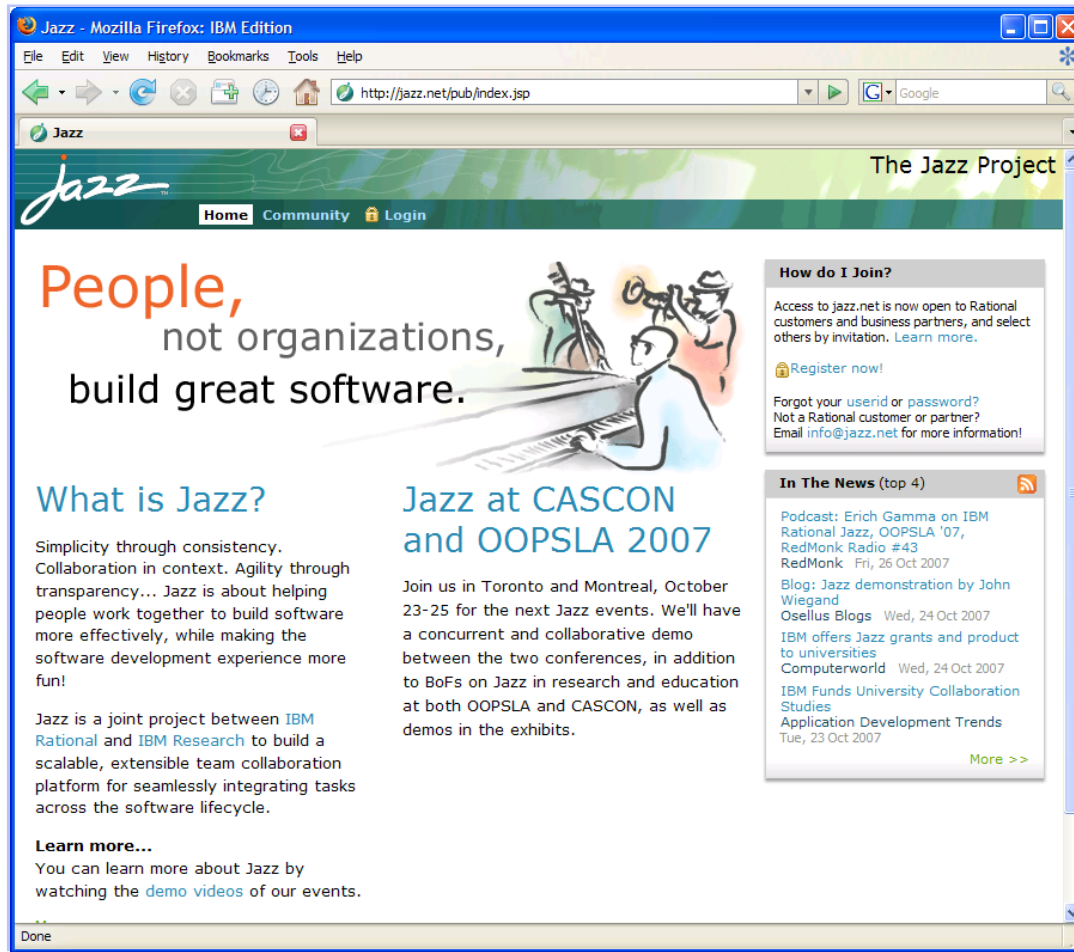 Jazz - Mozilla Firefox: IBM Edition
File Edit View History Bookmarks Tools Help
http://jazz.net/pub/index.jsp
G Google
Jazz
jazz™
The Jazz Project
Home Community Login
People,
not organizations,
build great software.
What is Jazz?
Simplicity through consistency.
Collaboration in context. Agility through
transparency... Jazz is about helping
people work together to build software
more effectively, while making the
software development experience more
fun!
Jazz is a joint project between IBM
Rational and IBM Research to build a
scalable, extensible team collaboration
platform for seamlessly integrating tasks
across the software lifecycle.
Learn more...
You can learn more about Jazz by
watching the demo videos of our events.
Jazz at CASCON
and OOPSLA 2007
Join us in Toronto and Montreal, October
23-25 for the next Jazz events. We'll have
a concurrent and collaborative demo
between the two conferences, in addition
to BoFs on Jazz in research and education
at both OOPSLA and CASCON, as well as
demos in the exhibits.
How do I Join?
Access to jazz.net is now open to Rational
customers and business partners, and select
others by invitation. Learn more.
Register now!
Forgot your userid or password?
Not a Rational customer or partner?
Email info@jazz.net for more information!
In The News (top 4)
Podcast: Erich Gamma on IBM
Rational Jazz, OOPSLA '07,
RedMonk Radio #43
RedMonk Fri, 26 Oct 2007
Blog: Jazz demonstration by John
Wiegand
Osellus Blogs Wed, 24 Oct 2007
IBM offers Jazz grants and product
to universities
Computerworld Wed, 24 Oct 2007
IBM Funds University Collaboration
Studies
Application Development Trends
Tue, 23 Oct 2007
More >>
Done